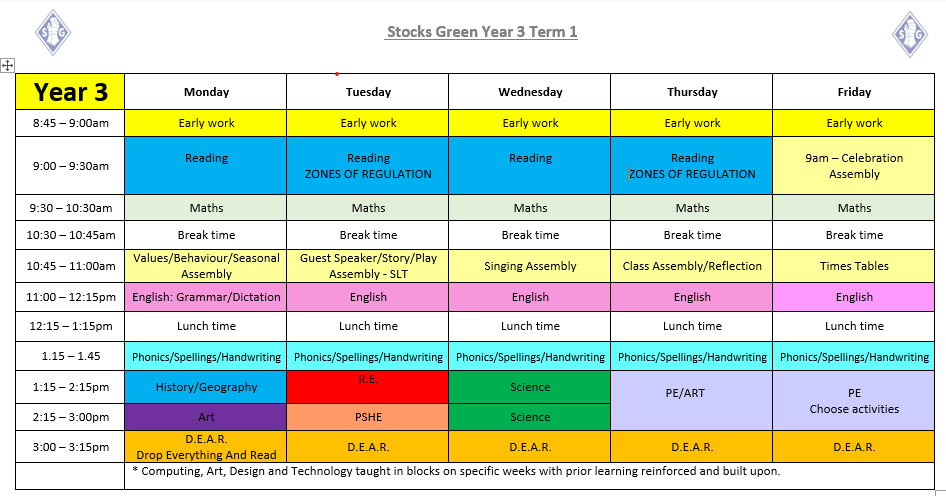 S G
Stocks Green Year 3 Term 1
S G
Year 3 Monday Tuesday Wednesday Thursday Friday
8:45 – 9:00am Early work Early work Early work Early work Early work
9:00 – 9:30am Reading Reading ZONES OF REGULATION Reading Reading ZONES OF REGULATION 9am – Celebration Assembly
9:30 – 10:30am Maths Maths Maths Maths Maths
10:30 – 10:45am Break time Break time Break time Break time Break time
10:45 – 11:00am Values/Behaviour/Seasonal Assembly Guest Speaker/Story/Play Assembly - SLT Singing Assembly Class Assembly/Reflection Times Tables
11:00 – 12:15pm English: Grammar/Dictation English English English English
12:15 – 1:15pm Lunch time Lunch time Lunch time Lunch time Lunch time
1.15 – 1.45 Phonics/Spellings/Handwriting Phonics/Spellings/Handwriting Phonics/Spellings/Handwriting Phonics/Spellings/Handwriting Phonics/Spellings/Handwriting
1:15 – 2:15pm History/Geography R.E. Science PE/ART PE Choose activities
2:15 – 3:00pm Art PSHE Science
3:00 – 3:15pm D.E.A.R. Drop Everything And Read D.E.A.R. D.E.A.R. D.E.A.R. D.E.A.R.
* Computing, Art, Design and Technology taught in blocks on specific weeks with prior learning reinforced and built upon.